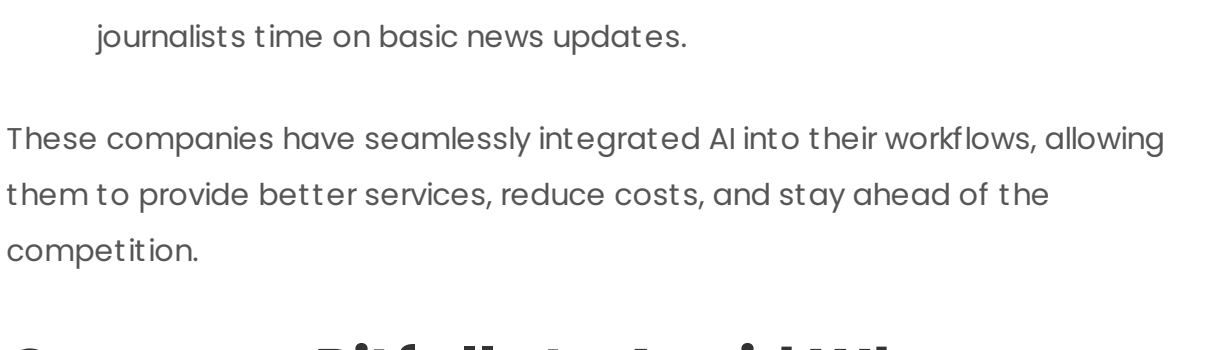 journalists time on basic news updates.
These companies have seamlessly integrated AI into their workflows, allowing
them to provide better services, reduce costs, and stay ahead of the
competition.